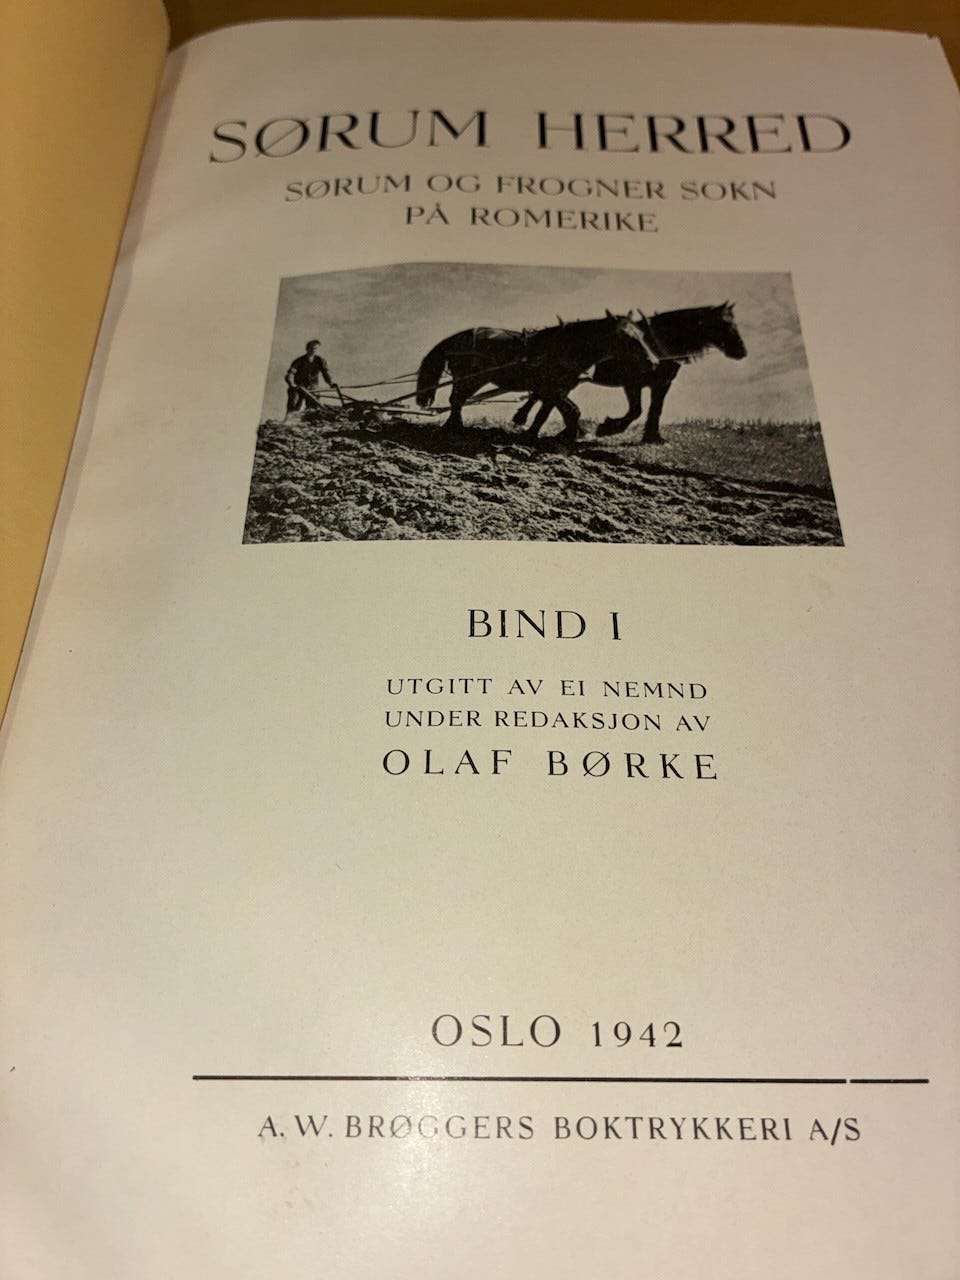 SØRUM HERRED
SØRUM OG FROGNER SOKN
PÅ ROMERIKE
BIND I
UTGITT AV EI NEMND
UNDER REDAKSJON AV
OLAF BØRKE
OSLO 1942
A. W. BRØGGERS BOKTRYKKERI A/S